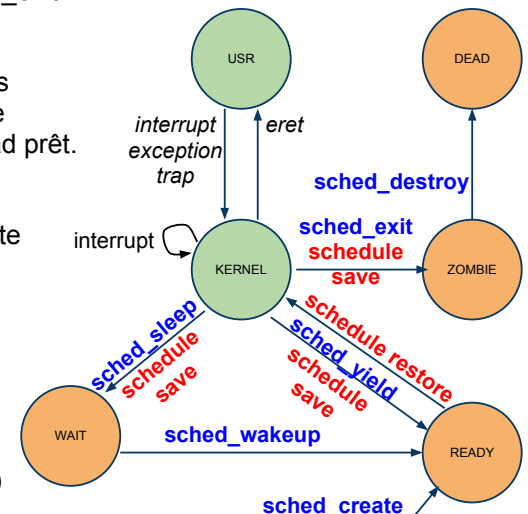 USR
DEAD
s
e
ad prêt.
interrupt
exception
trap
eret
sched_destroy
te
interrupt
sched_exit
schedule
save
KERNEL
ZOMBIE
sched_sleep
schedule
save
schedule restore
sched_yield
schedule
save
WAIT
sched_wakeup
READY
)
sched_create